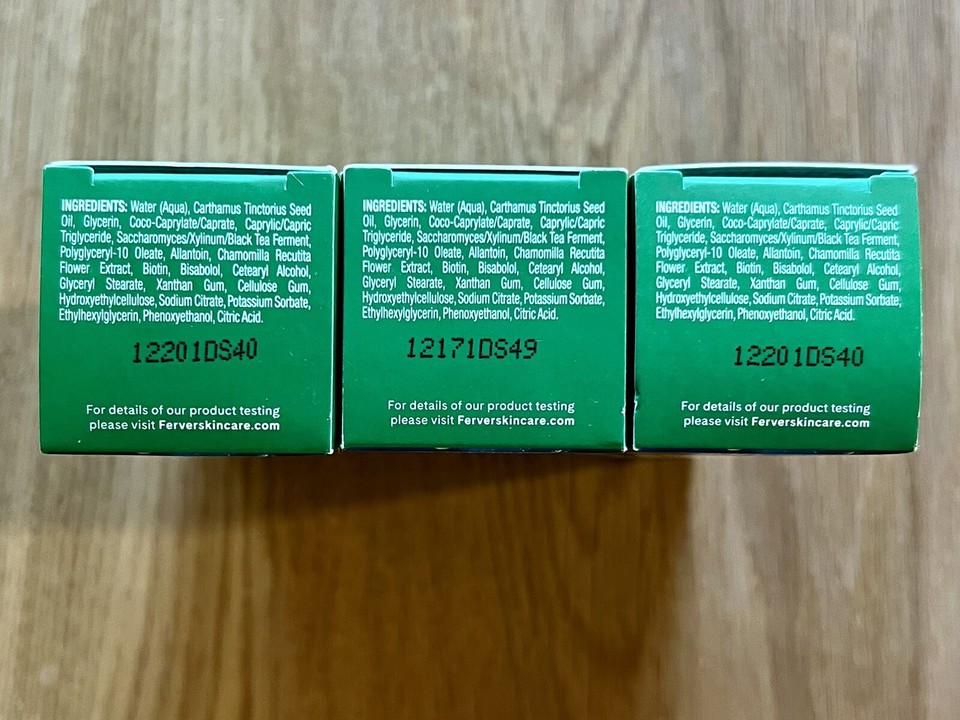 INGREDIENTS: Water (Aqua), Carthamus Tinctorius Seed
Oil, Glycerin, Coco-Caprylate/Caprate, Caprylic/Capric
Triglyceride, Saccharomyces/Xylinum/Black Tea Ferment,
Polyglyceryl-10 Oleate, Allantoin, Chamomilla Recutita
Flower Extract, Biotin, Bisabolol, Cetearyl Alcohol,
Glyceryl Stearate, Xanthan Gum, Cellulose Gum,
Hydroxyethylcellulose, Sodium Citrate, Potassium Sorbate,
Ethylhexylglycerin, Phenoxyethanol, Citric Acid.
12201DS40
For details of our product testing
please visit Ferverskincare.com
INGREDIENTS: Water (Aqua), Carthamus Tinctorius Seed
Oil, Glycerin, Coco-Caprylate/Caprate, Caprylic/Capric
Triglyceride, Saccharomyces/Xylinum/Black Tea Ferment,
Polyglyceryl-10 Oleate, Allantoin, Chamomilla Recutita
Flower Extract, Biotin, Bisabolol, Cetearyl Alcohol,
Glyceryl Stearate, Xanthan Gum, Cellulose Gum,
Hydroxyethylcellulose, Sodium Citrate, Potassium Sorbate,
Ethylhexylglycerin, Phenoxyethanol, Citric Acid.
12171DS49
For details of our product testing
please visit Ferverskincare.com
INGREDIENTS: Water (Aqua), Carthamus Tinctorius Seed
Oil, Glycerin, Coco-Caprylate/Caprate, Caprylic/Capric
Triglyceride, Saccharomyces/Xylinum/Black Tea Ferment,
Polyglyceryl-10 Oleate, Allantoin, Chamomilla Recutita
Flower Extract, Biotin, Bisabolol, Cetearyl Alcohol,
Glyceryl Stearate, Xanthan Gum, Cellulose Gum,
Hydroxyethylcellulose, Sodium Citrate, Potassium Sorbate,
Ethylhexylglycerin, Phenoxyethanol, Citric Acid.
12201DS40
For details of our product testing
please visit Ferverskincare.com